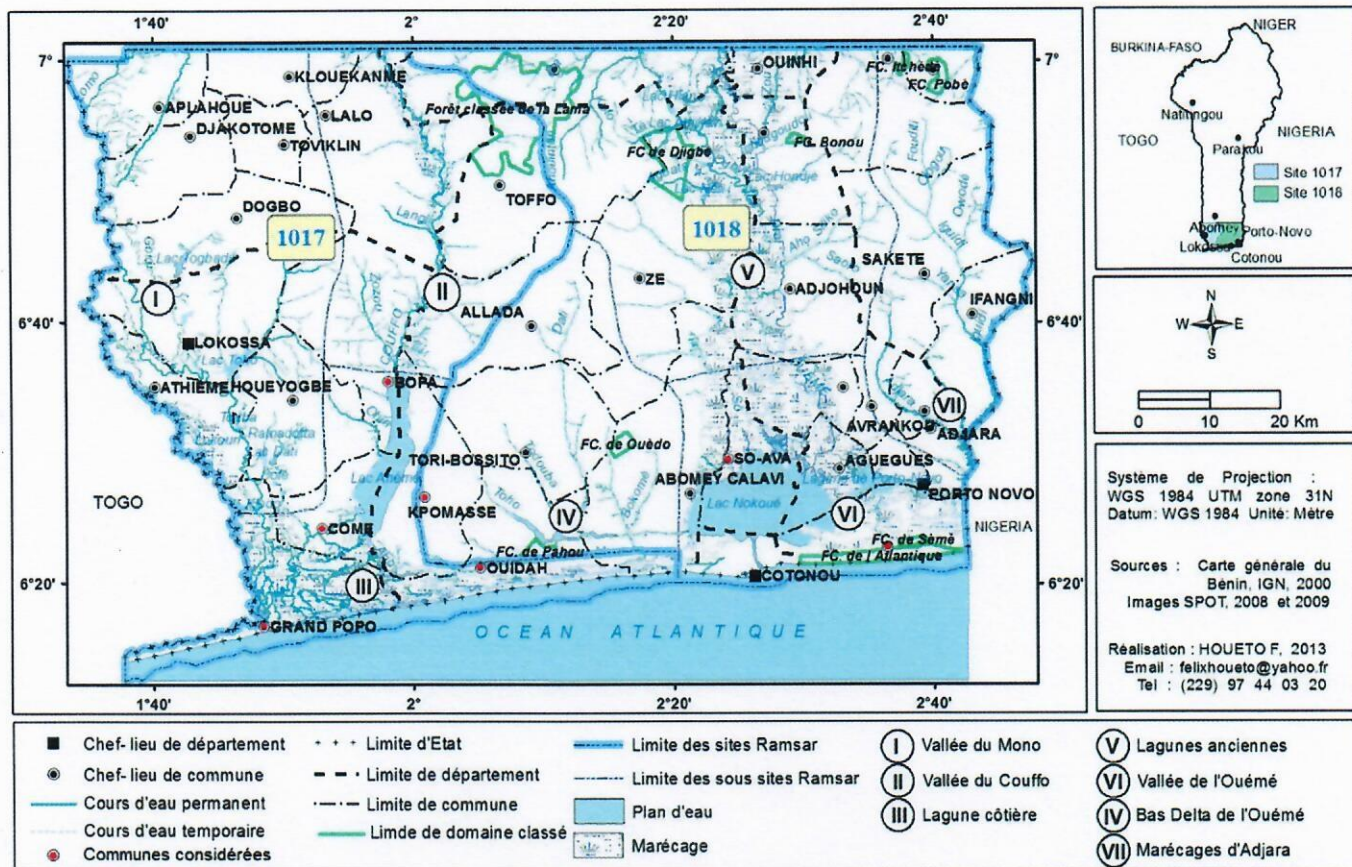 1°40' 2° 2°20' 2°40'
7° 7°
KLOUEKANME
OUINHI
FC. Itchèdè
FC. Pobè
APLAHOUE
LALO
Forêt classée de la Lama
DJAKOTOME
TOVIKLIN
FC de Djigbé
FC. Bonou
TOFFO
DOGBO
1017
1018
SAKETE
I
II
V
ZE
ADJOHOUN
IFANGNI
ALLADA
Dati
6°40' 6°40'
LOKOSSA
Lac Toho
COUFFO
ATHIEME
HOUEYOGBE
BOPA
VII
AVRANKOU
ADJARA
FC. de Ouèdo
TORI-BOSSITO
SO-AVA
AGUEGUES
Lac Ahémé
ABOMEY CALAVI
Lagune de Porto-Novo
PORTO NOVO
TOGO
KPOMASSE
Toho
Lac Nokoué
IV
VI
NIGERIA
COME
FC. de Pahou
FC. de Sèmè
FC. de l'Atlantique
III
OUIDAH
COTONOU
6°20' 6°20'
GRAND POPO
OCEAN ATLANTIQUE
1°40' 2° 2°20' 2°40'
NIGER
BURKINA-FASO
Natitingou
NIGERIA
TOGO
Parakou
Site 1017
Site 1018
Abomey
Porto-Novo
Lokossa
Cotonou
N
W E
S
0 10 20 Km
Système de Projection :
WGS 1984 UTM zone 31N
Datum: WGS 1984 Unité: Mètre
Sources : Carte générale du
Bénin, IGN, 2000
Images SPOT, 2008 et 2009
Réalisation : HOUETO F, 2013
Email : felixhoueto@yahoo.fr
Tel : (229) 97 44 03 20
Chef- lieu de département
Chef-lieu de commune
Cours d'eau permanent
Cours d'eau temporaire
Communes considérées
Limite d'Etat
Limite de département
Limite de commune
Limde de domaine classé
Limite des sites Ramsar
Limite des sous sites Ramsar
Plan d'eau
Marécage
I Vallée du Mono
II Vallée du Couffo
III Lagune côtière
V Lagunes anciennes
VI Vallée de l'Ouémé
IV Bas Delta de l'Ouémé
VII Marécages d'Adjara